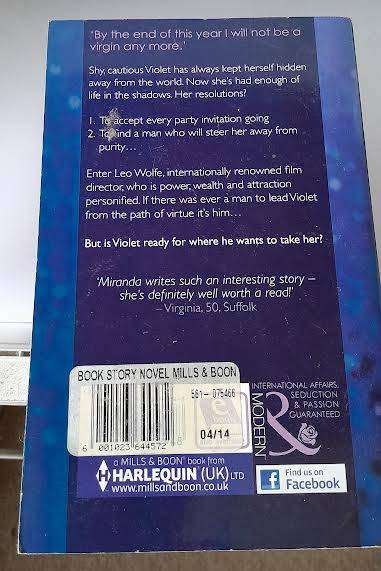 'By the end of this year I will not be a
virgin any more.'
Shy, cautious Violet has always kept herself hidden
away from the world. Now she's had enough of
life in the shadows. Her resolutions?
1. To accept every party invitation going
2. To find a man who will steer her away from
purity…
Enter Leo Wolfe, internationally renowned film
director, who is power, wealth and attraction
personified. If there was ever a man to lead Violet
from the path of virtue it's him…
But is Violet ready for where he wants to take her?
'Miranda writes such an interesting story –
she's definitely well worth a read!'
– Virginia, 50, Suffolk
BOOK STORY NOVEL MILLS & BOON
581- 075466
04/14
6 001023 644572
INTERNATIONAL AFFAIRS,
SEDUCTION
& PASSION
GUARANTEED
MODERN
a MILLS & BOON® book from
HARLEQUIN (UK) LTD
www.millsandboon.co.uk
f Find us on
Facebook